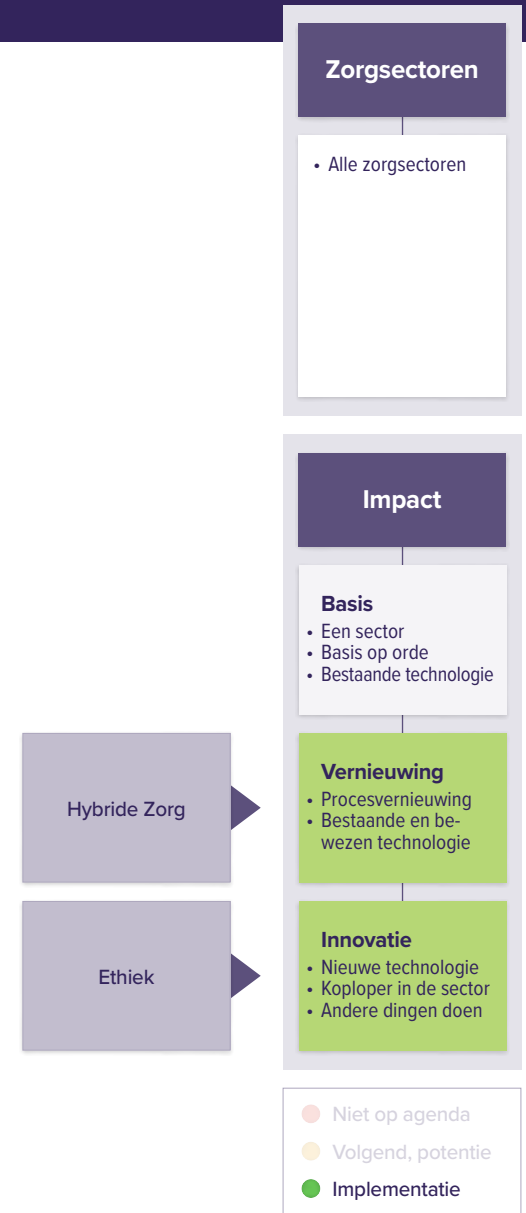 Zorgsectoren
• Alle zorgsectoren
Impact
Basis
• Een sector
• Basis op orde
• Bestaande technologie
Hybride Zorg
Vernieuwing
• Procesvernieuwing
• Bestaande en be-
wezen technologie
Ethiek
Innovatie
• Nieuwe technologie
• Koploper in de sector
• Andere dingen doen
Niet op agenda
Volgend, potentie
Implementatie